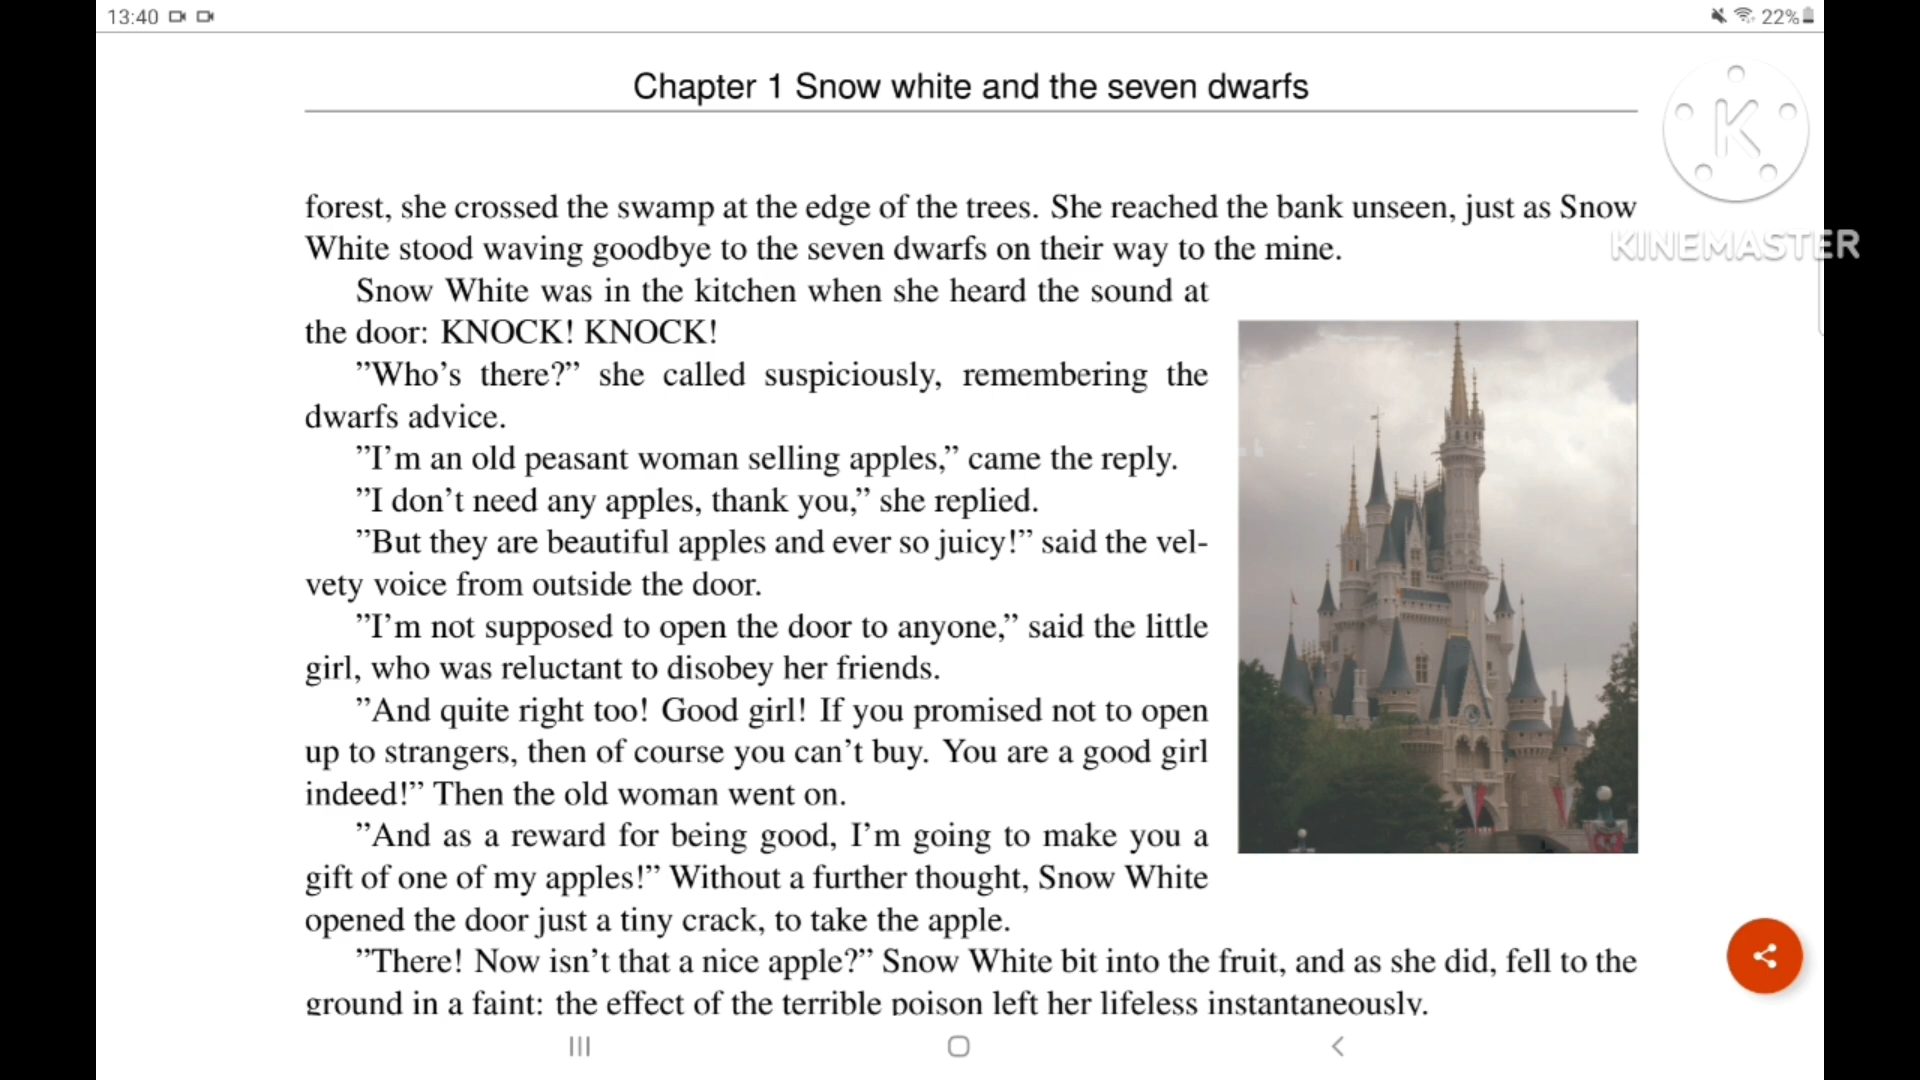 13:40
22%
Chapter 1 Snow white and the seven dwarfs
K
KINEMASTER
forest, she crossed the swamp at the edge of the trees. She reached the bank unseen, just as Snow
White stood waving goodbye to the seven dwarfs on their way to the mine.
Snow White was in the kitchen when she heard the sound at
the door: KNOCK! KNOCK!
”Who’s there?” she called suspiciously, remembering the
dwarfs advice.
”I’m an old peasant woman selling apples,” came the reply.
”I don’t need any apples, thank you,” she replied.
”But they are beautiful apples and ever so juicy!” said the vel-
vety voice from outside the door.
”I’m not supposed to open the door to anyone,” said the little
girl, who was reluctant to disobey her friends.
”And quite right too! Good girl! If you promised not to open
up to strangers, then of course you can’t buy. You are a good girl
indeed!” Then the old woman went on.
”And as a reward for being good, I’m going to make you a
gift of one of my apples!” Without a further thought, Snow White
opened the door just a tiny crack, to take the apple.
”There! Now isn’t that a nice apple?” Snow White bit into the fruit, and as she did, fell to the
ground in a faint: the effect of the terrible poison left her lifeless instantaneously.